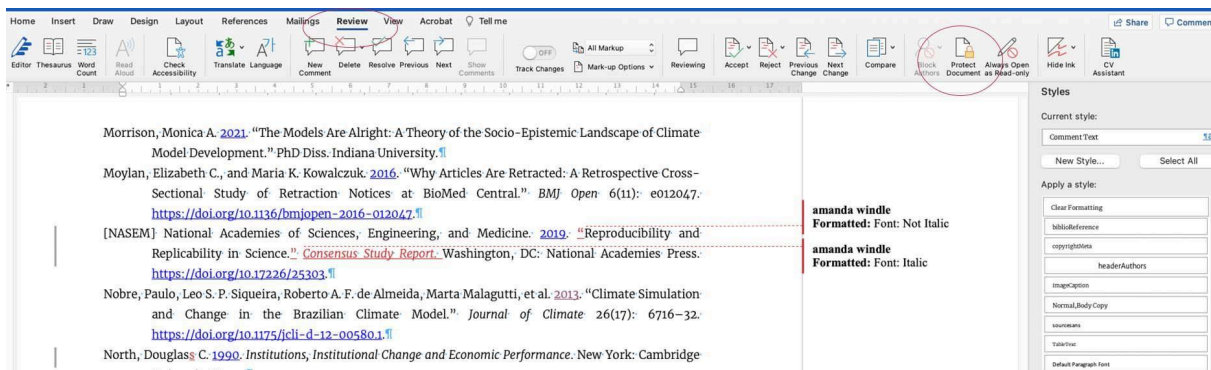 Home Insert Draw Design Layout References Mailings Review View Acrobat Tell me
Share Commen
Editor Thesaurus Word Count Read Aloud Check Accessibility Translate Language New Comment Delete Resolve Previous Next Show Comments OFF Track Changes All Markup Mark-up Options Reviewing Accept Reject Previous Change Next Change Compare Block Authors Protect Document Always Open as Read-only Hide Ink CV Assistant
Morrison, Monica A. 2021. “The Models Are Alright: A Theory of the Socio-Epistemic Landscape of Climate
Model Development.” PhD Diss. Indiana University.¶
Moylan, Elizabeth C., and Maria K. Kowalczuk. 2016. “Why Articles Are Retracted: A Retrospective Cross-
Sectional Study of Retraction Notices at BioMed Central.” BMJ Open 6(11): e012047.
https://doi.org/10.1136/bmjopen-2016-012047.¶
[NASEM] National Academies of Sciences, Engineering, and Medicine. 2019. “Reproducibility and
Replicability in Science.” Consensus Study Report. Washington, DC: National Academies Press.
https://doi.org/10.17226/25303.¶
Nobre, Paulo, Leo S. P. Siqueira, Roberto A. F. de Almeida, Marta Malagutti, et al. 2013. “Climate Simulation
and Change in the Brazilian Climate Model.” Journal of Climate 26(17): 6716–32.
https://doi.org/10.1175/jcli-d-12-00580.1.¶
North, Douglass C. 1990. Institutions, Institutional Change and Economic Performance. New York: Cambridge
amanda windle
Formatted: Font: Not Italic
amanda windle
Formatted: Font: Italic
Styles
Current style:
Comment Text
New Style... Select All
Apply a style:
Clear Formatting
biblioReference
copyrightMeta
headerAuthors
imageCaption
Normal,Body Copy
sourcesans
TableText
Default Paragraph Font